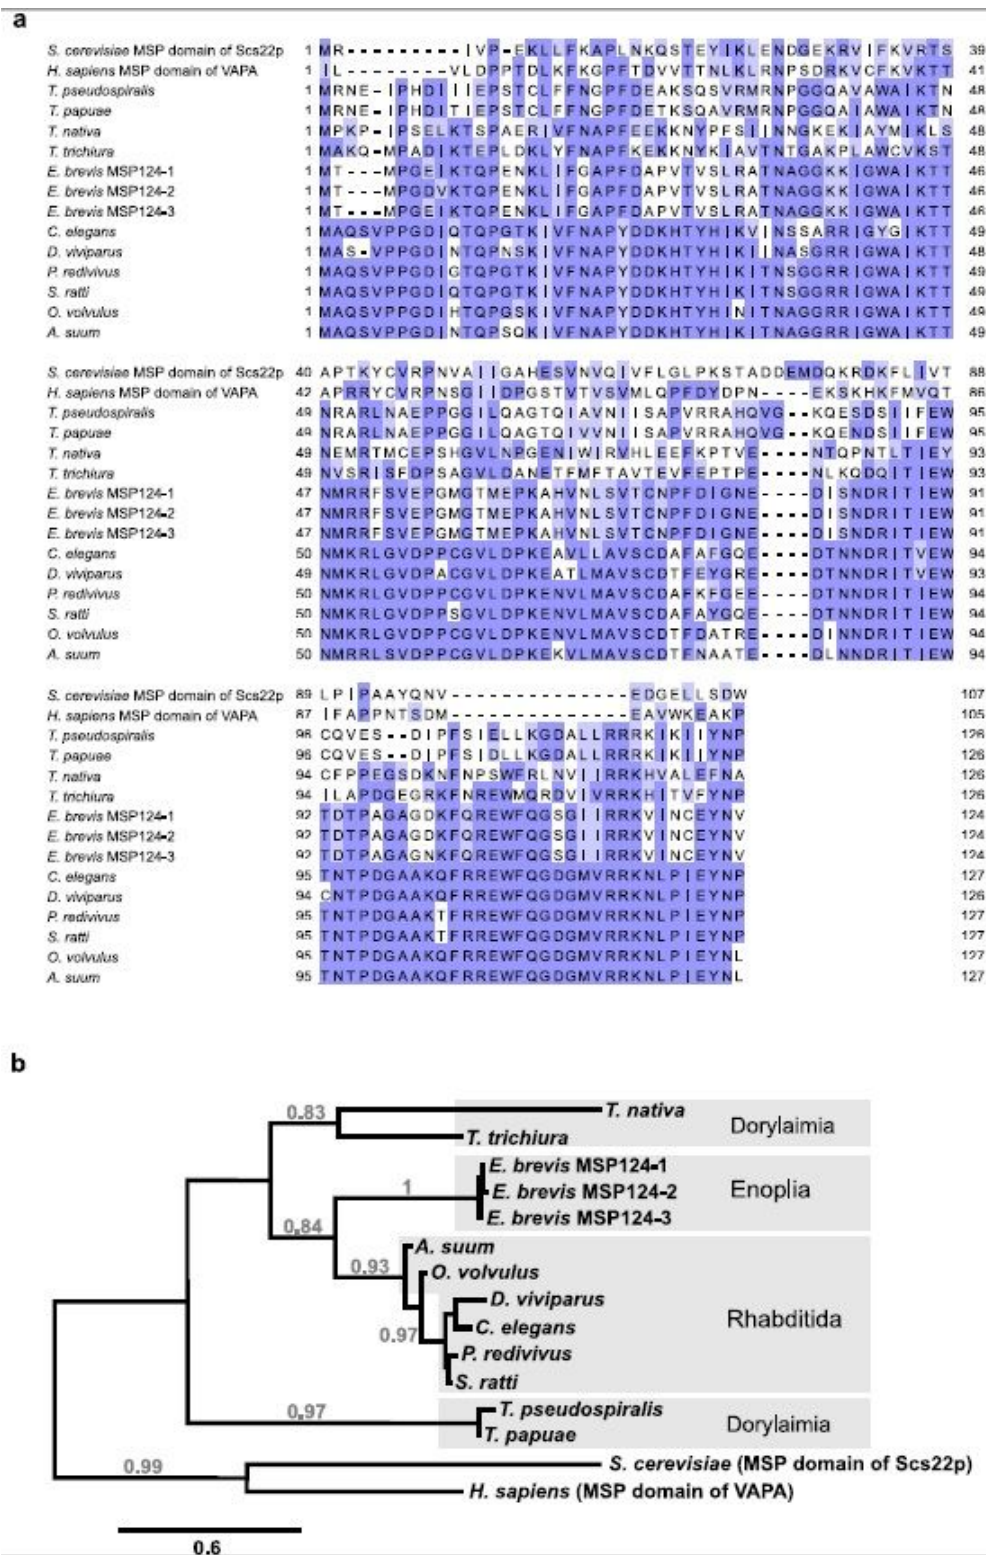 a
S. cerevisiae MSP domain of Scs22p 1 MR----------IVP-EKLLFKAPLNKQSTEYIKLENDGEKRVIFKVRTS 39
H. sapiens MSP domain of VAPA 1 IL--------VLDPPTDLKFKGPFTDVVTTNLKLRNPSDRKVCFKVKTT 41
T. pseudospiralis 1 MRNE-IPHDIIIEPSTCLFFNGPFDEAKSQSVRMRNPGGQAVAWAIKTN 48
T. papuae 1 MRNE-IPHDITIEPSTCLFFNGPFDETKSQAVRMRNPGGQAIAWAIKTN 48
T. nativa 1 MPKP-IPSELKTSPAERIVFNAPFEEKKNYPFSIINNGKEKIAYMIKLS 48
T. trichiura 1 MAKQ-MPADIKTEPLDKLYFNAPFKEKKNYKIAVTNTGAKPLAWCVKST 48
E. brevis MSP124-1 1 MT---MPGEIKTQPENKLIFGAPFDAPVTVSLRATNAGGKKIGWAIKTT 46
E. brevis MSP124-2 1 MT---MPGDVKTQPENKLIFGAPFDAPVTVSLRATNAGGKKIGWAIKTT 46
E. brevis MSP124-3 1 MT---MPGEIKTQPENKLIFGAPFDAPVTVSLRATNAGGKKIGWAIKTT 46
C. elegans 1 MAQSVPPGDIQTQPGTKIVFNAPYDDKHTYHIKVINSSARRIGYGIKTT 49
D. viviparus 1 MAS-VPPGDINTQPNSKIVFNAPYDDKHTYHIKIINASGRRIGWAIKTT 48
P. redivivus 1 MAQSVPPGDIGTQPGTKIVFNAPYDDKHTYHIKITNSGGRRIGWAIKTT 49
S. ratti 1 MAQSVPPGDIQTQPGTKIVFNAPYDDKHTYHIKITNSGGRRIGWAIKTT 49
O. volvulus 1 MAQSVPPGDIHTQPGSKIVFNAPYDDKHTYHINITNAGGRRIGWAIKTT 49
A. suum 1 MAQSVPPGDINTQPSQKIVFNAPYDDKHTYHIKITNAGGRRIGWAIKTT 49
S. cerevisiae MSP domain of Scs22p 40 APTKYCVRPNVAIIGAHESVNVQIVFLGLPKSTADDEMDQKRDKFLIVT 88
H. sapiens MSP domain of VAPA 42 APRRYCVRPNSGIIDPGSTVTVSVMLQPFDYDPN----EKSKHKFMVQT 86
T. pseudospiralis 49 NRARLNAEPPGGILQAGTQIAVNIISAPVRRAHQVG--KQESDSIIFEW 95
T. papuae 49 NRARLNAEPPGGILQAGTQIVVNIISAPVRRAHQVG--KQENDSIIFEW 95
T. nativa 49 NEMRTMCEPSHGVLNPGENIWIRVHLEEFKPTVE----NTQPNTLTIEY 93
T. trichiura 49 NVSRISFDPSAGVLDANETFMFTAVTEVFEPTPE----NLKQDQITIEW 93
E. brevis MSP124-1 47 NMRRFSVEPGMGTMEPKAHVNLSVTCNPFDIGNE----DISNDRITIEW 91
E. brevis MSP124-2 47 NMRRFSVEPGMGTMEPKAHVNLSVTCNPFDIGNE----DISNDRITIEW 91
E. brevis MSP124-3 47 NMRRFSVEPGMGTMEPKAHVNLSVTCNPFDIGNE----DISNDRITIEW 91
C. elegans 50 NMKRLGVDPPCGVLDPKEAVLLAVSCDAFAFGQE----DTNNDRITVEW 94
D. viviparus 49 NMKRLGVDPACGVLDPKEATLMAVSCDTFEYGRE----DTNNDRITVEW 93
P. redivivus 50 NMKRLGVDPPCGVLDPKENVLMAVSCDAFKFGEE----DTNNDRITIEW 94
S. ratti 50 NMKRLGVDPPSGVLDPKENVLMAVSCDAFAYGQE----DTNNDRITIEW 94
O. volvulus 50 NMKRLGVDPPCGVLDPKENVLMAVSCDTFDATRE----DINNDRITIEW 94
A. suum 50 NMRRLSVDPPCGVLDPKEKVLMAVSCDTFNAATE----DLNNDRITIEW 94
S. cerevisiae MSP domain of Scs22p 89 LPIPAAYQNV--------------EDGELLSDW 107
H. sapiens MSP domain of VAPA 87 IFAPPNTSDM--------------EAVWKEAKP 105
T. pseudospiralis 96 CQVES--DIPFSIELLKGDALLRRRKIKIIYNP 126
T. papuae 96 CQVES--DIPFSIDLLKGDALLRRRKIKIIYNP 126
T. nativa 94 CFPPEGSDKNFNPSWFRLNVIIRRKHVALEFNA 126
T. trichiura 94 ILAPDGEGRKFNREWMQRDVIVRRKHITVFYNP 126
E. brevis MSP124-1 92 TDTPAGAGDKFQREWFQGSGIIRRKVINCEYNV 124
E. brevis MSP124-2 92 TDTPAGAGDKFQREWFQGSGIIRRKVINCEYNV 124
E. brevis MSP124-3 92 TDTPAGAGNKFQREWFQGSGIIRRKVINCEYNV 124
C. elegans 95 TNTPDGAAKQFRREWFQGDGMVRRKNLPIEYNP 127
D. viviparus 94 CNTPDGAAKQFRREWFQGDGMVRRKNLPIEYNP 126
P. redivivus 95 TNTPDGAAKTFRREWFQGDGMVRRKNLPIEYNP 127
S. ratti 95 TNTPDGAAKTFRREWFQGDGMVRRKNLPIEYNP 127
O. volvulus 95 TNTPDGAAKQFRREWFQGDGMVRRKNLPIEYNL 127
A. suum 95 TNTPDGAAKQFRREWFQGDGMVRRKNLPIEYNL 127
b
0.83
T. nativa
T. trichiura
Dorylaimia
1
E. brevis MSP124-1
E. brevis MSP124-2
E. brevis MSP124-3
Enoplia
0.84
0.93
A. suum
O. volvulus
D. viviparus
C. elegans
0.97
P. redivivus
S. ratti
Rhabditida
0.97
T. pseudospiralis
T. papuae
Dorylaimia
0.99
S. cerevisiae (MSP domain of Scs22p)
H. sapiens (MSP domain of VAPA)
0.6